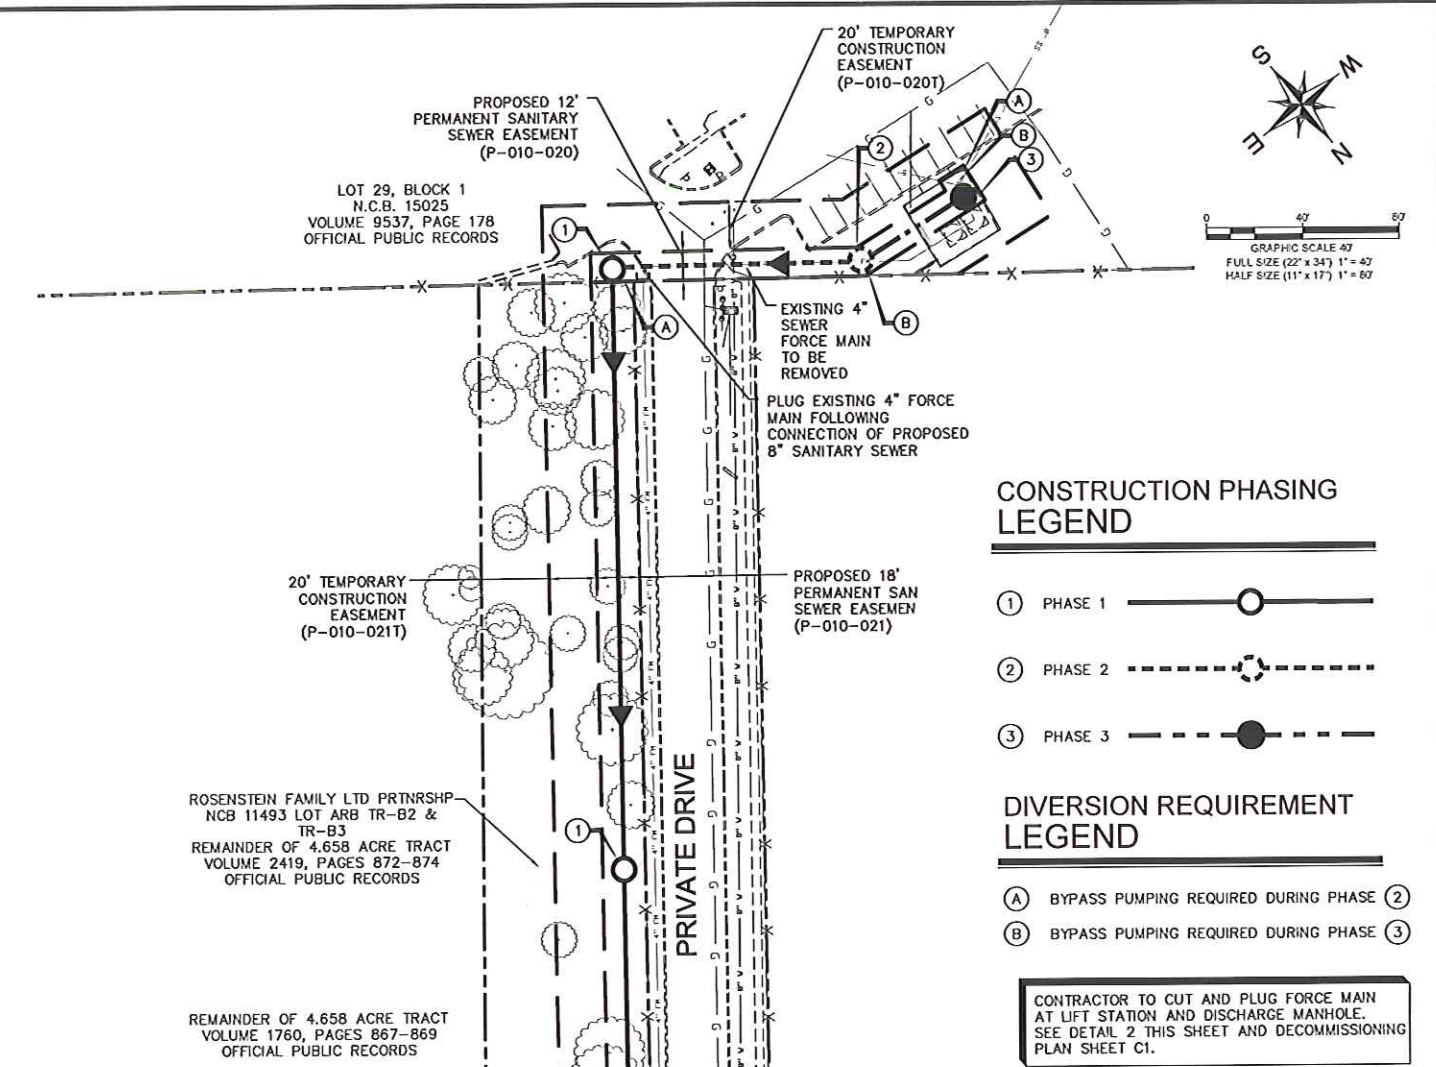 20' TEMPORARY
CONSTRUCTION
EASEMENT
(P-010-020T)
PROPOSED 12'
PERMANENT SANITARY
SEWER EASEMENT
(P-010-020)
LOT 29, BLOCK 1
N.C.B. 15025
VOLUME 9537, PAGE 178
OFFICIAL PUBLIC RECORDS
1
A
2
A
B
3
B
S
W
E
N
0 40' 80'
GRAPHIC SCALE 40'
FULL SIZE (22" x 34") 1" = 40'
HALF SIZE (11" x 17") 1" = 80'
EXISTING 4"
SEWER
FORCE MAIN
TO BE
REMOVED
PLUG EXISTING 4" FORCE
MAIN FOLLOWING
CONNECTION OF PROPOSED
8" SANITARY SEWER
20' TEMPORARY
CONSTRUCTION
EASEMENT
(P-010-021T)
PROPOSED 18'
PERMANENT SAN
SEWER EASEMEN
(P-010-021)
ROSENSTEIN FAMILY LTD PRTNRSHP
NCB 11493 LOT ARB TR-B2 &
TR-B3
REMAINDER OF 4.658 ACRE TRACT
VOLUME 2419, PAGES 872-874
OFFICIAL PUBLIC RECORDS
1
PRIVATE DRIVE
REMAINDER OF 4.658 ACRE TRACT
VOLUME 1760, PAGES 867-869
OFFICIAL PUBLIC RECORDS
CONSTRUCTION PHASING
LEGEND
1 PHASE 1
2 PHASE 2
3 PHASE 3
DIVERSION REQUIREMENT
LEGEND
A BYPASS PUMPING REQUIRED DURING PHASE 2
B BYPASS PUMPING REQUIRED DURING PHASE 3
CONTRACTOR TO CUT AND PLUG FORCE MAIN
AT LIFT STATION AND DISCHARGE MANHOLE.
SEE DETAIL 2 THIS SHEET AND DECOMMISSIONING
PLAN SHEET C1.